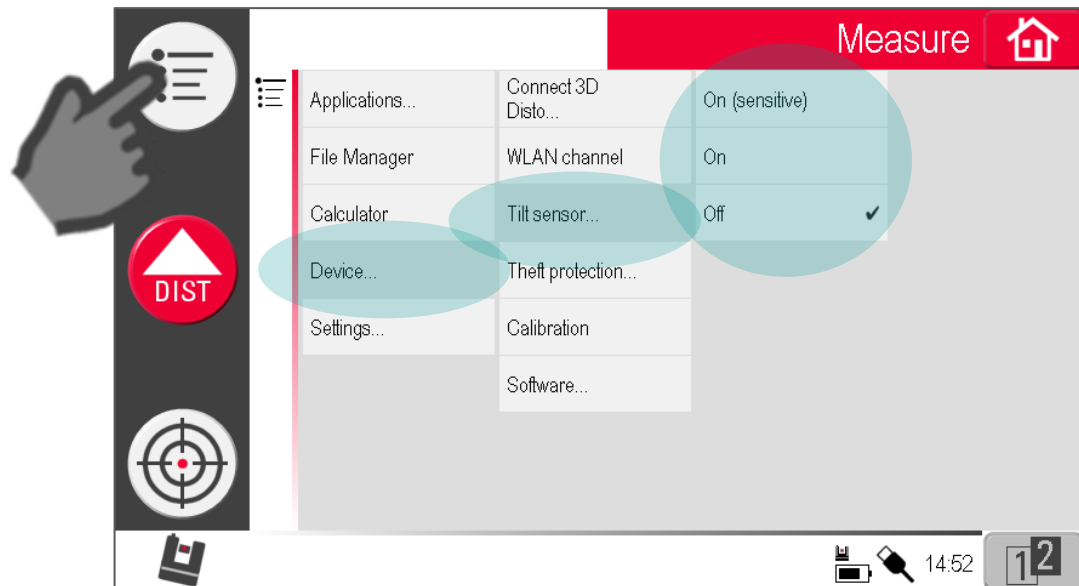 Measure
Applications...
File Manager
Calculator
Device...
Settings...
Connect 3D
Disto...
WLAN channel
Tilt sensor...
Theft protection...
Calibration
Software...
On (sensitive)
On
Off
DIST
14:52
12